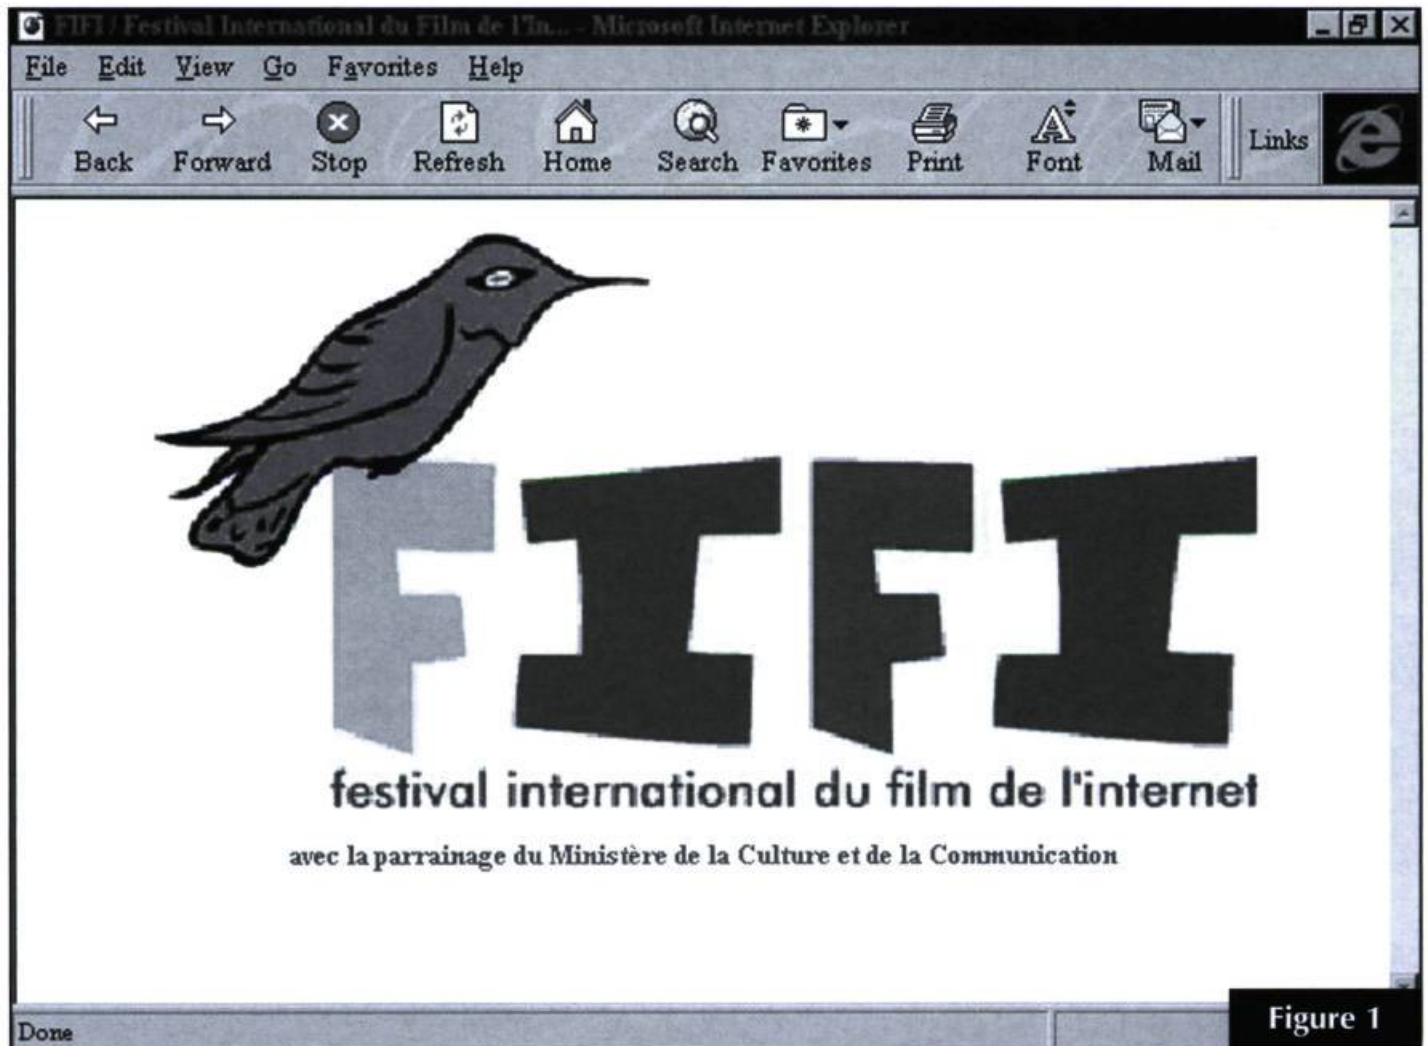 FIFI / Festival International du Film de l'In... - Microsoft Internet Explorer
File Edit View Go Favorites Help
Back Forward Stop Refresh Home Search Favorites Print Font Mail Links
FIFI
festival international du film de l'internet
avec la parrainage du Ministère de la Culture et de la Communication
Done
Figure 1